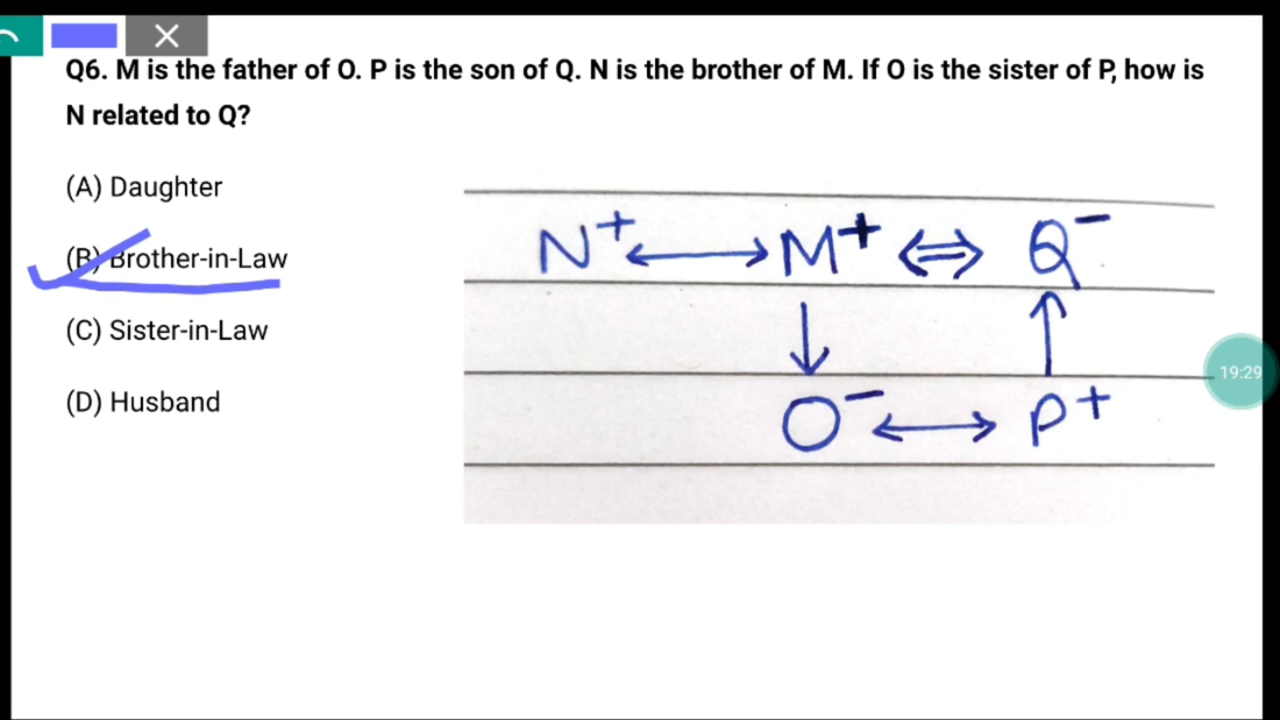 Q6. M is the father of O. P is the son of Q. N is the brother of M. If O is the sister of P, how is
N related to Q?
(A) Daughter
(B) Brother-in-Law
(C) Sister-in-Law
(D) Husband
N+ ⟷ M+ ⇔ Q-
↓ ↑
O- ⟷ P+
19:29